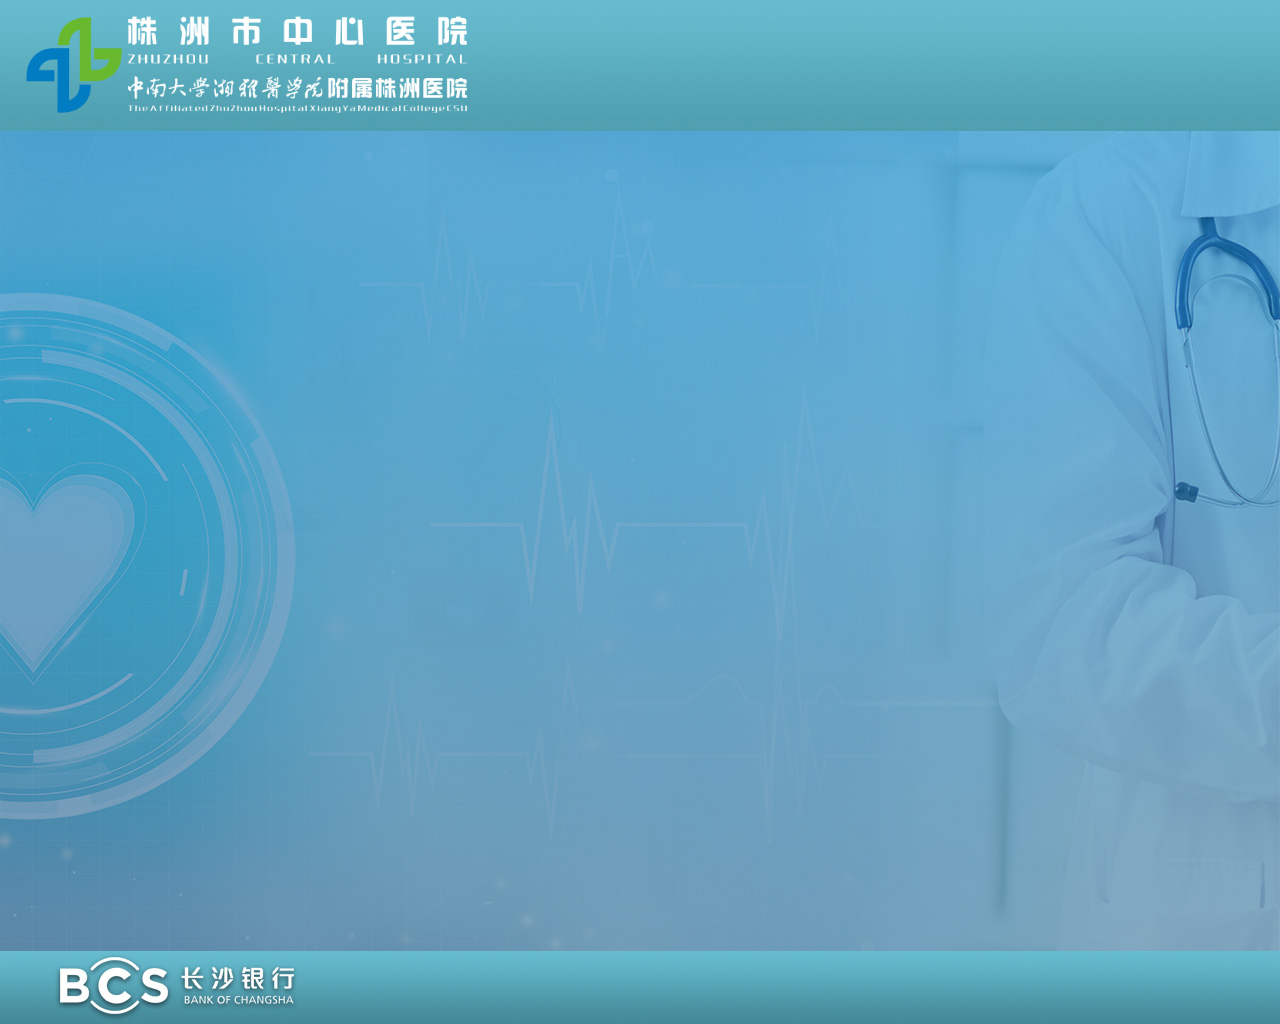 株洲市中心医院
ZHUZHOU CENTRAL HOSPITAL
中南大学湘雅醫学院附属株洲医院
The Affiliated ZhuZhou Hospital XiangYa Medical College CSU
BCS 长沙银行
BANK OF CHANGSHA